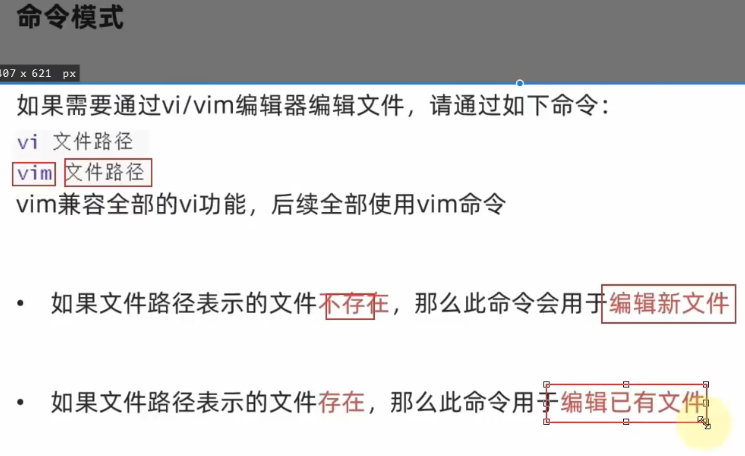 命令模式
407 x 621 px
如果需要通过vi/vim编辑器编辑文件，请通过如下命令：
vi 文件路径
vim 文件路径
vim兼容全部的vi功能，后续全部使用vim命令
• 如果文件路径表示的文件不存在，那么此命令会用于编辑新文件
• 如果文件路径表示的文件存在，那么此命令用于编辑已有文件